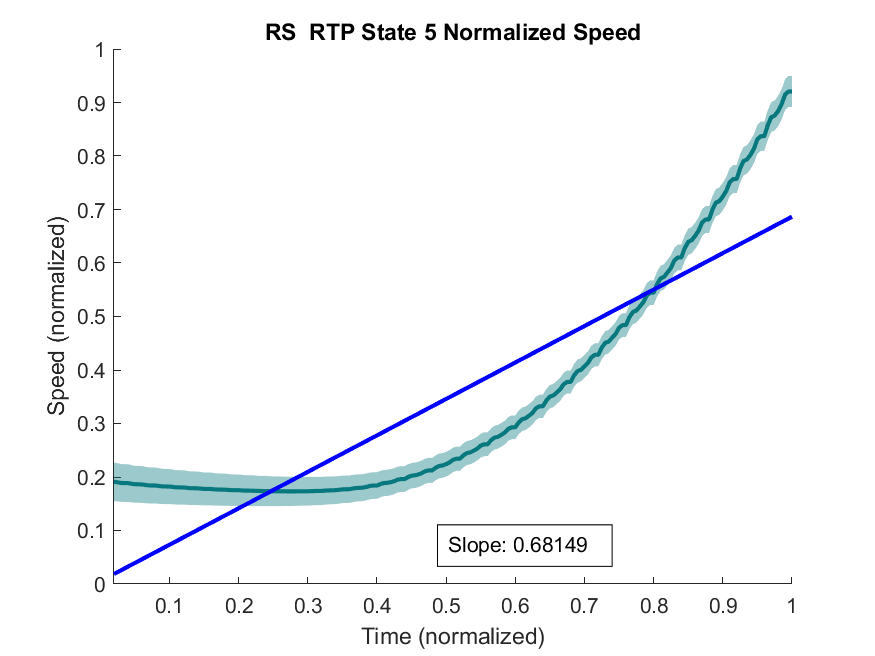 RS  RTP State 5 Normalized Speed
1
0.9
0.8
0.7
0.6
0.5
0.4
0.3
0.2
0.1
0
Speed (normalized)
Slope: 0.68149
0.1 0.2 0.3 0.4 0.5 0.6 0.7 0.8 0.9 1
Time (normalized)